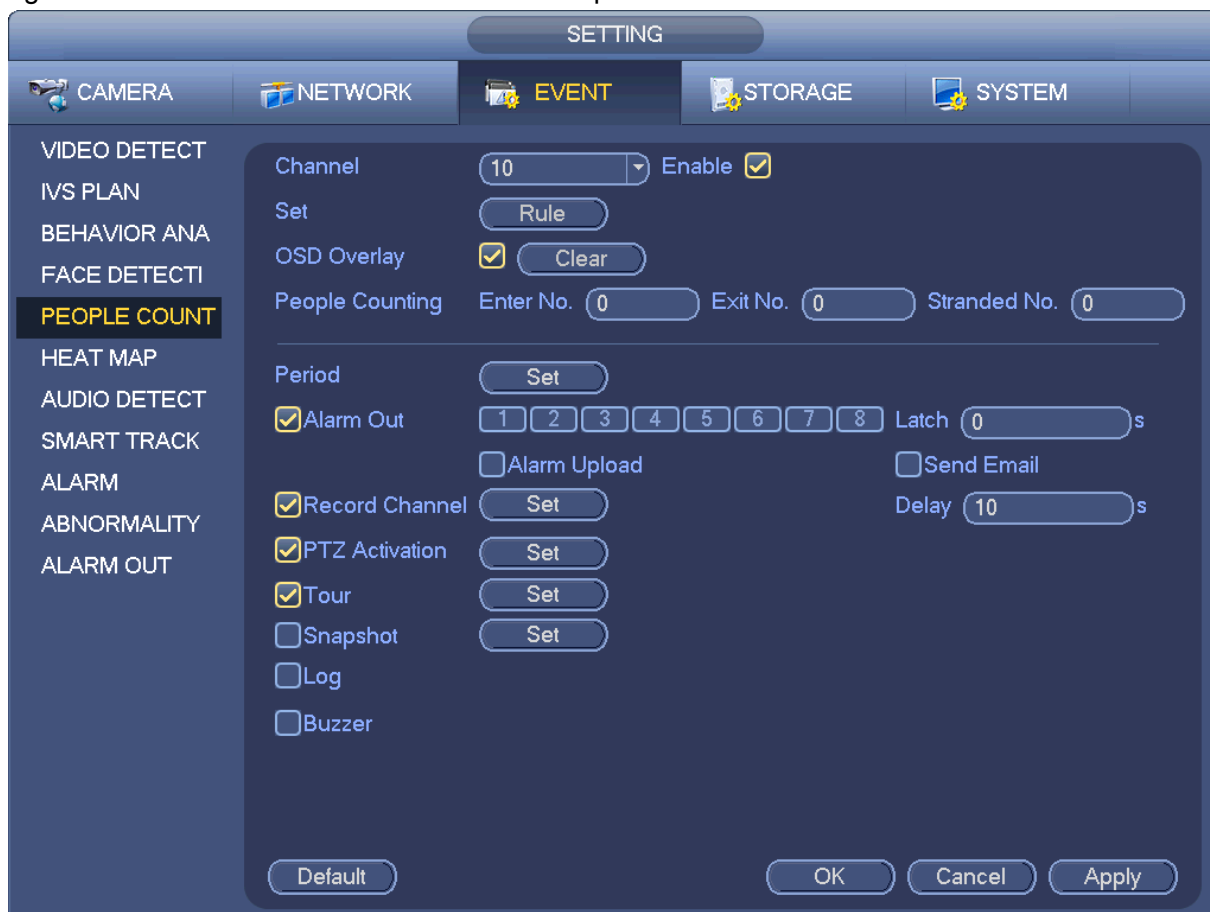 SETTING
CAMERA NETWORK EVENT STORAGE SYSTEM
VIDEO DETECT
IVS PLAN
BEHAVIOR ANA
FACE DETECTI
PEOPLE COUNT
HEAT MAP
AUDIO DETECT
SMART TRACK
ALARM
ABNORMALITY
ALARM OUT
Channel 10 Enable
Set Rule
OSD Overlay Clear
People Counting Enter No. 0 Exit No. 0 Stranded No. 0
Period Set
Alarm Out 1 2 3 4 5 6 7 8 Latch 0 s
Alarm Upload Send Email
Record Channel Set Delay 10 s
PTZ Activation Set
Tour Set
Snapshot Set
Log
Buzzer
Default OK Cancel Apply